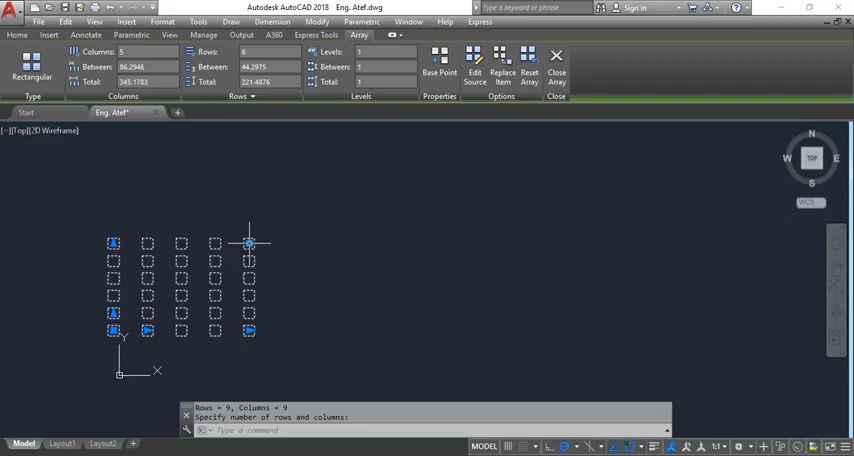 Autodesk AutoCAD 2018 - Eng. Atef.dwg
Type a keyword or phrase
Sign In
File Edit View Insert Format Tools Draw Dimension Modify Parametric Window Help Express
Home Insert Annotate Parametric View Manage Output A360 Express Tools Array
Columns: 5 Rows: 6 Levels: 1
Between: 86.2946 Between: 44.2975 Between: 1
Total: 345.1783 Total: 221.4876 Total: 1
Rectangular
Base Point
Edit Source
Replace Item
Reset Array
Close Array
Type Columns Rows Levels Properties Options Close
Start Eng. Atef*
[−][Top][2D Wireframe]
N
W TOP E
S
WCS
Y
X
Rows = 9, Columns = 9
Specify number of rows and columns:
Type a command
Model Layout1 Layout2 +
MODEL 1:1